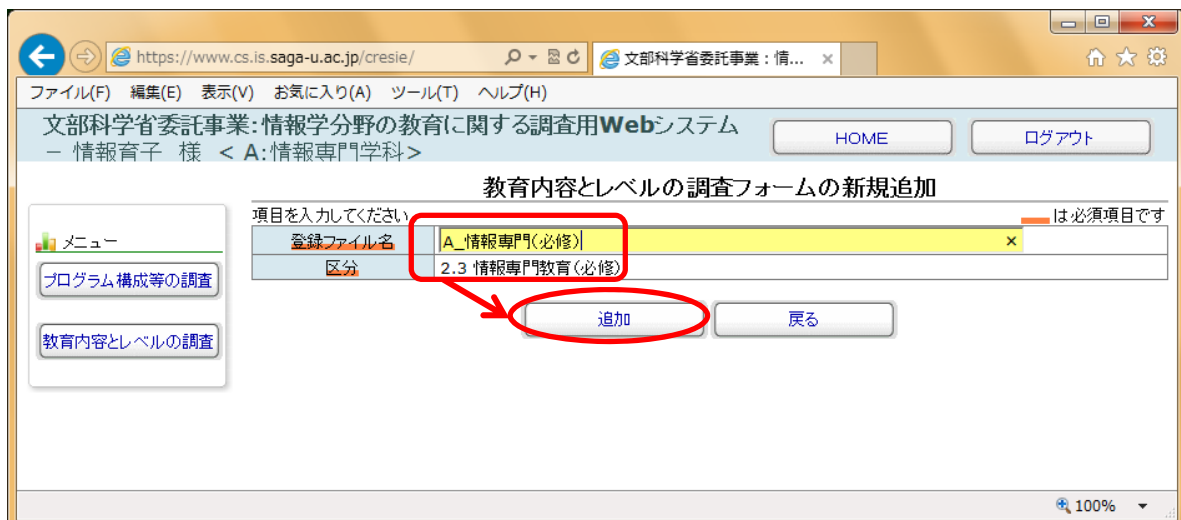 https://www.cs.is.saga-u.ac.jp/cresie/
文部科学省委託事業：情... ×
ファイル(F) 編集(E) 表示(V) お気に入り(A) ツール(T) ヘルプ(H)
文部科学省委託事業:情報学分野の教育に関する調査用Webシステム
－ 情報育子 様 < A:情報専門学科>
HOME
ログアウト
教育内容とレベルの調査フォームの新規追加
項目を入力してください
は必須項目です
メニュー
プログラム構成等の調査
教育内容とレベルの調査
登録ファイル名 A_情報専門(必修) ×
区分 2.3 情報専門教育(必修)
追加
戻る
100%